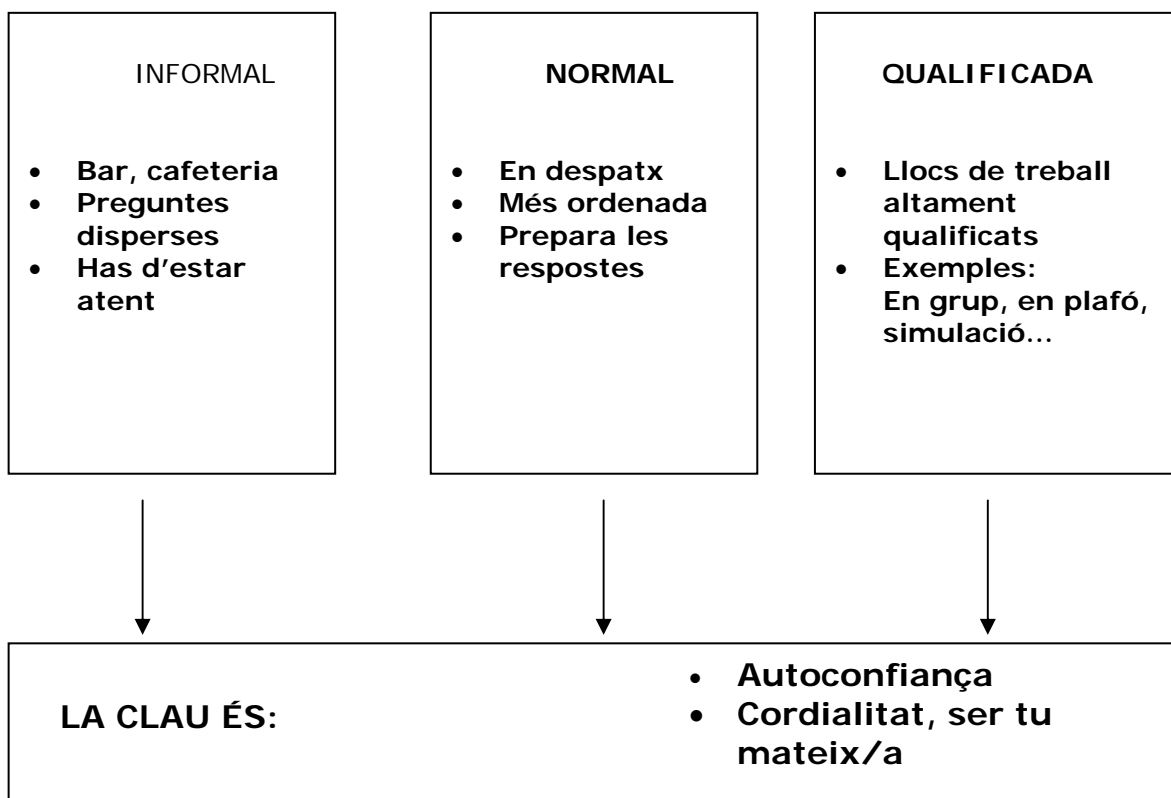 INFORMAL
• Bar, cafeteria
• Preguntes
disperses
• Has d'estar
atent
NORMAL
• En despatx
• Més ordenada
• Prepara les
respostes
QUALIFICADA
• Llocs de treball
altament
qualificats
• Exemples:
En grup, en plafó,
simulació...
LA CLAU ÉS:
• Autoconfiança
• Cordialitat, ser tu
mateix/a